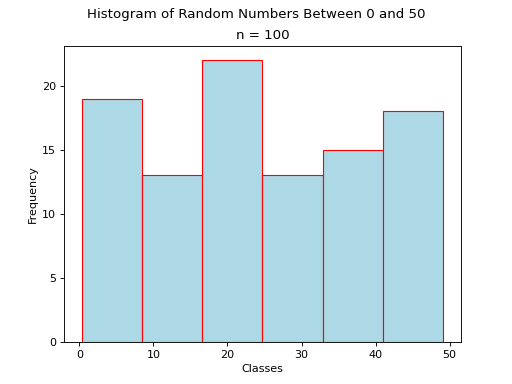 Histogram of Random Numbers Between 0 and 50
n = 100
20
15
10
5
0
Frequency
0 10 20 30 40 50
Classes